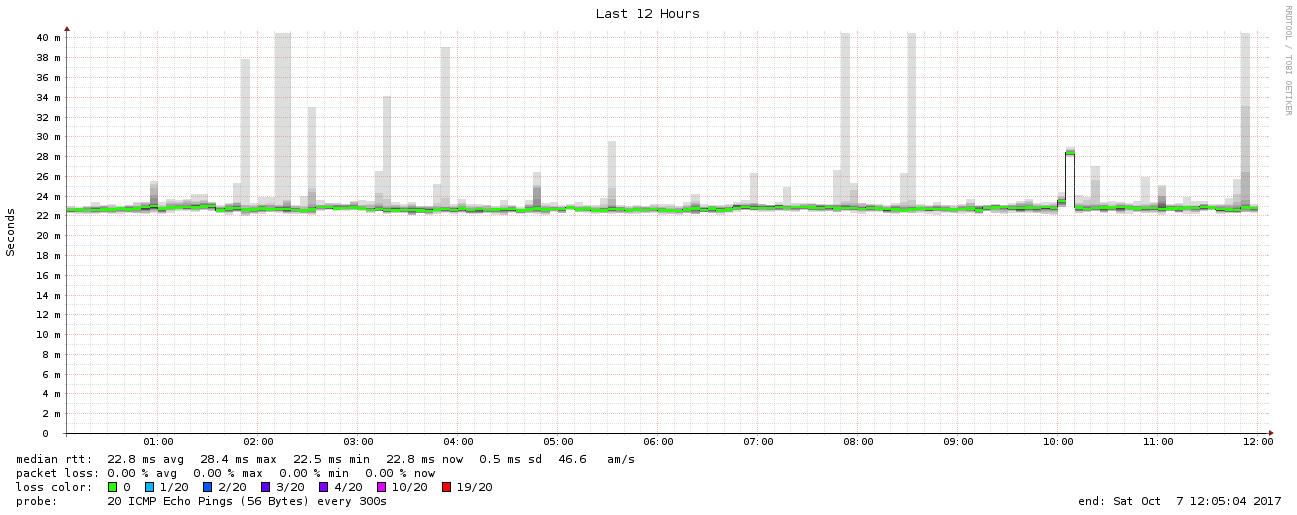 Last 12 Hours
RRDTOOL / TOBI OETIKER
Seconds
40 m
38 m
36 m
34 m
32 m
30 m
28 m
26 m
24 m
22 m
20 m
18 m
16 m
14 m
12 m
10 m
8 m
6 m
4 m
2 m
0
01:00 02:00 03:00 04:00 05:00 06:00 07:00 08:00 09:00 10:00 11:00 12:00
median rtt: 22.8 ms avg 28.4 ms max 22.5 ms min 22.8 ms now 0.5 ms sd 46.6 am/s
packet loss: 0.00 % avg 0.00 % max 0.00 % min 0.00 % now
loss color: 0 1/20 2/20 3/20 4/20 10/20 19/20
probe: 20 ICMP Echo Pings (56 Bytes) every 300s end: Sat Oct 7 12:05:04 2017